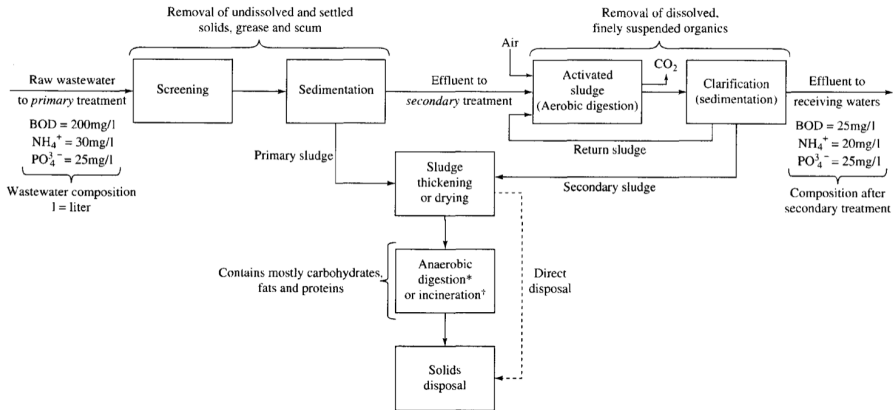 Removal of undissolved and settled
solids, grease and scum
Removal of dissolved,
finely suspended organics
Air
CO₂
Raw wastewater
to primary treatment
Screening
Sedimentation
Effluent to
secondary treatment
Activated
sludge
(Aerobic digestion)
Clarification
(sedimentation)
Effluent to
receiving waters
BOD = 200mg/l
NH₄⁺ = 30mg/l
PO₄³⁻ = 25mg/l
Wastewater composition
l = liter
Primary sludge
Return sludge
Secondary sludge
BOD = 25mg/l
NH₄⁺ = 20mg/l
PO₄³⁻ = 25mg/l
Composition after
secondary treatment
Sludge
thickening
or drying
Contains mostly carbohydrates,
fats and proteins
Anaerobic
digestion*
or incineration†
Direct
disposal
Solids
disposal